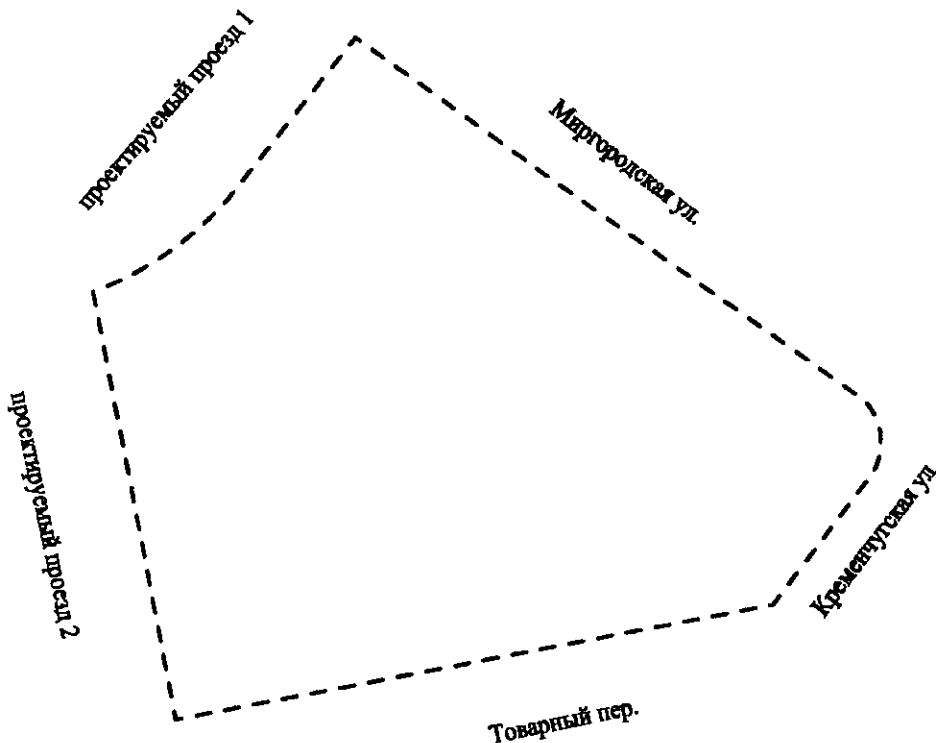 проектируемый проезд 1
Миргородская ул.
проектируемый проезд 2
Кременчугская ул
Товарный пер.